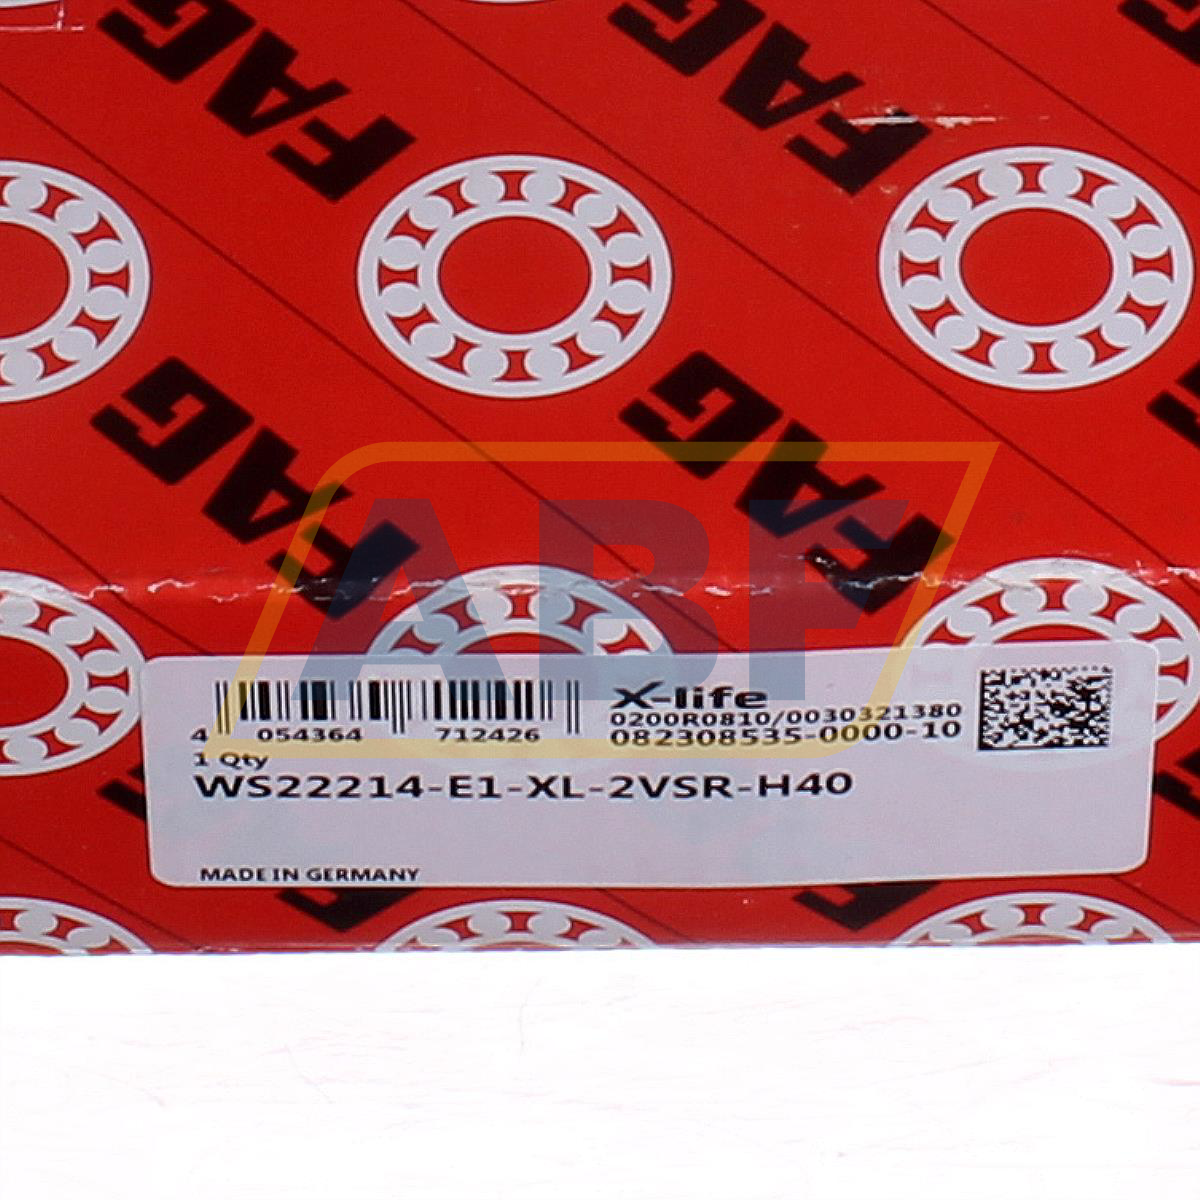 FAG
FAG
FAG
FAG
ABF
X-life
0200R0810/0030321380
4 054364 712426
082308535-0000-10
1 Qty
WS22214-E1-XL-2VSR-H40
MADE IN GERMANY